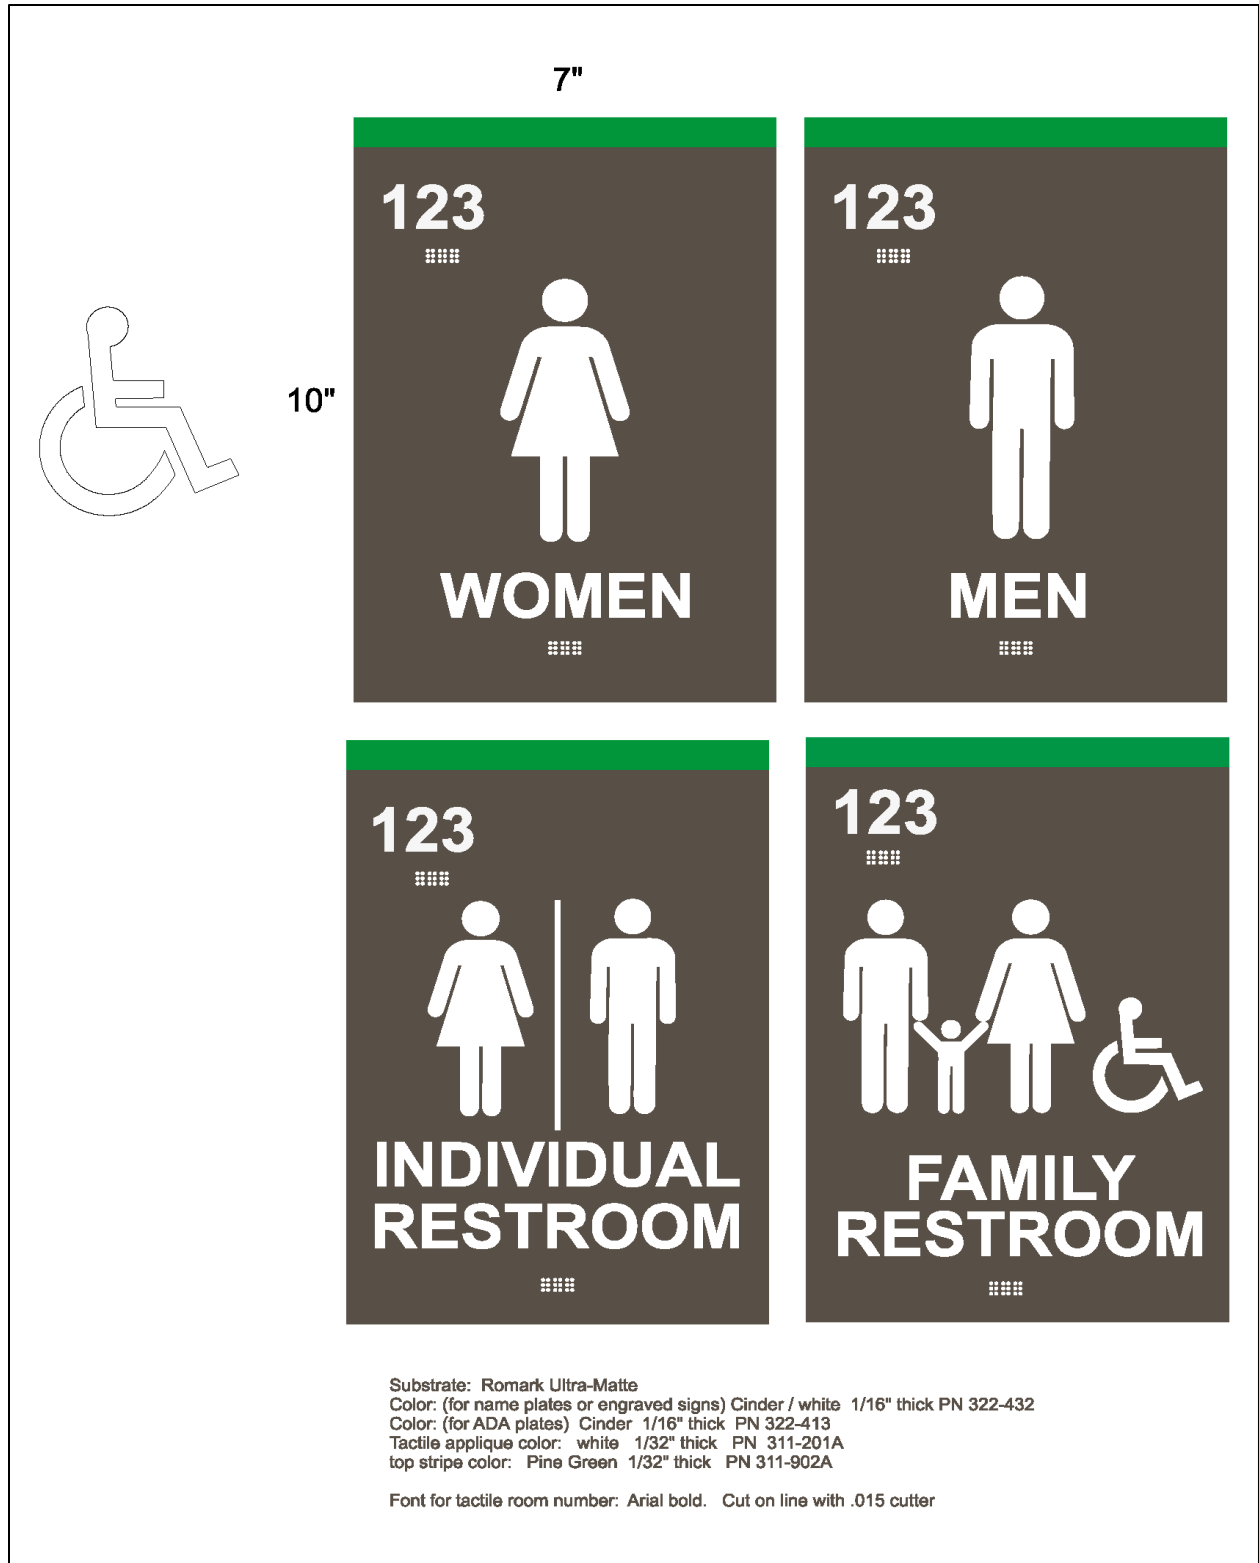 7"
10"
123
WOMEN
123
MEN
123
INDIVIDUAL
RESTROOM
123
FAMILY
RESTROOM
Substrate: Romark Ultra-Matte
Color: (for name plates or engraved signs) Cinder / white 1/16" thick PN 322-432
Color: (for ADA plates) Cinder 1/16" thick PN 322-413
Tactile applique color: white 1/32" thick PN 311-201A
top stripe color: Pine Green 1/32" thick PN 311-902A
Font for tactile room number: Arial bold. Cut on line with .015 cutter